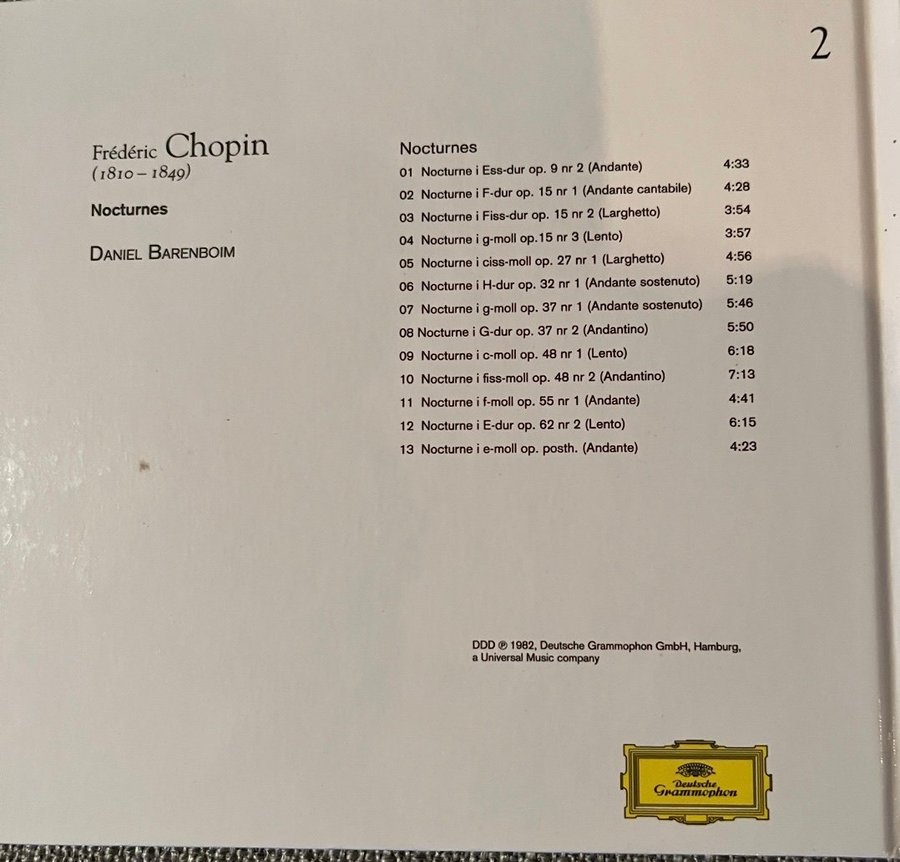 2
Frédéric Chopin
(1810 – 1849)
Nocturnes
DANIEL BARENBOIM
Nocturnes
01 Nocturne i Ess-dur op. 9 nr 2 (Andante) 4:33
02 Nocturne i F-dur op. 15 nr 1 (Andante cantabile) 4:28
03 Nocturne i Fiss-dur op. 15 nr 2 (Larghetto) 3:54
04 Nocturne i g-moll op.15 nr 3 (Lento) 3:57
05 Nocturne i ciss-moll op. 27 nr 1 (Larghetto) 4:56
06 Nocturne i H-dur op. 32 nr 1 (Andante sostenuto) 5:19
07 Nocturne i g-moll op. 37 nr 1 (Andante sostenuto) 5:46
08 Nocturne i G-dur op. 37 nr 2 (Andantino) 5:50
09 Nocturne i c-moll op. 48 nr 1 (Lento) 6:18
10 Nocturne i fiss-moll op. 48 nr 2 (Andantino) 7:13
11 Nocturne i f-moll op. 55 nr 1 (Andante) 4:41
12 Nocturne i E-dur op. 62 nr 2 (Lento) 6:15
13 Nocturne i e-moll op. posth. (Andante) 4:23
DDD ℗ 1982, Deutsche Grammophon GmbH, Hamburg,
a Universal Music company
Deutsche
Grammophon